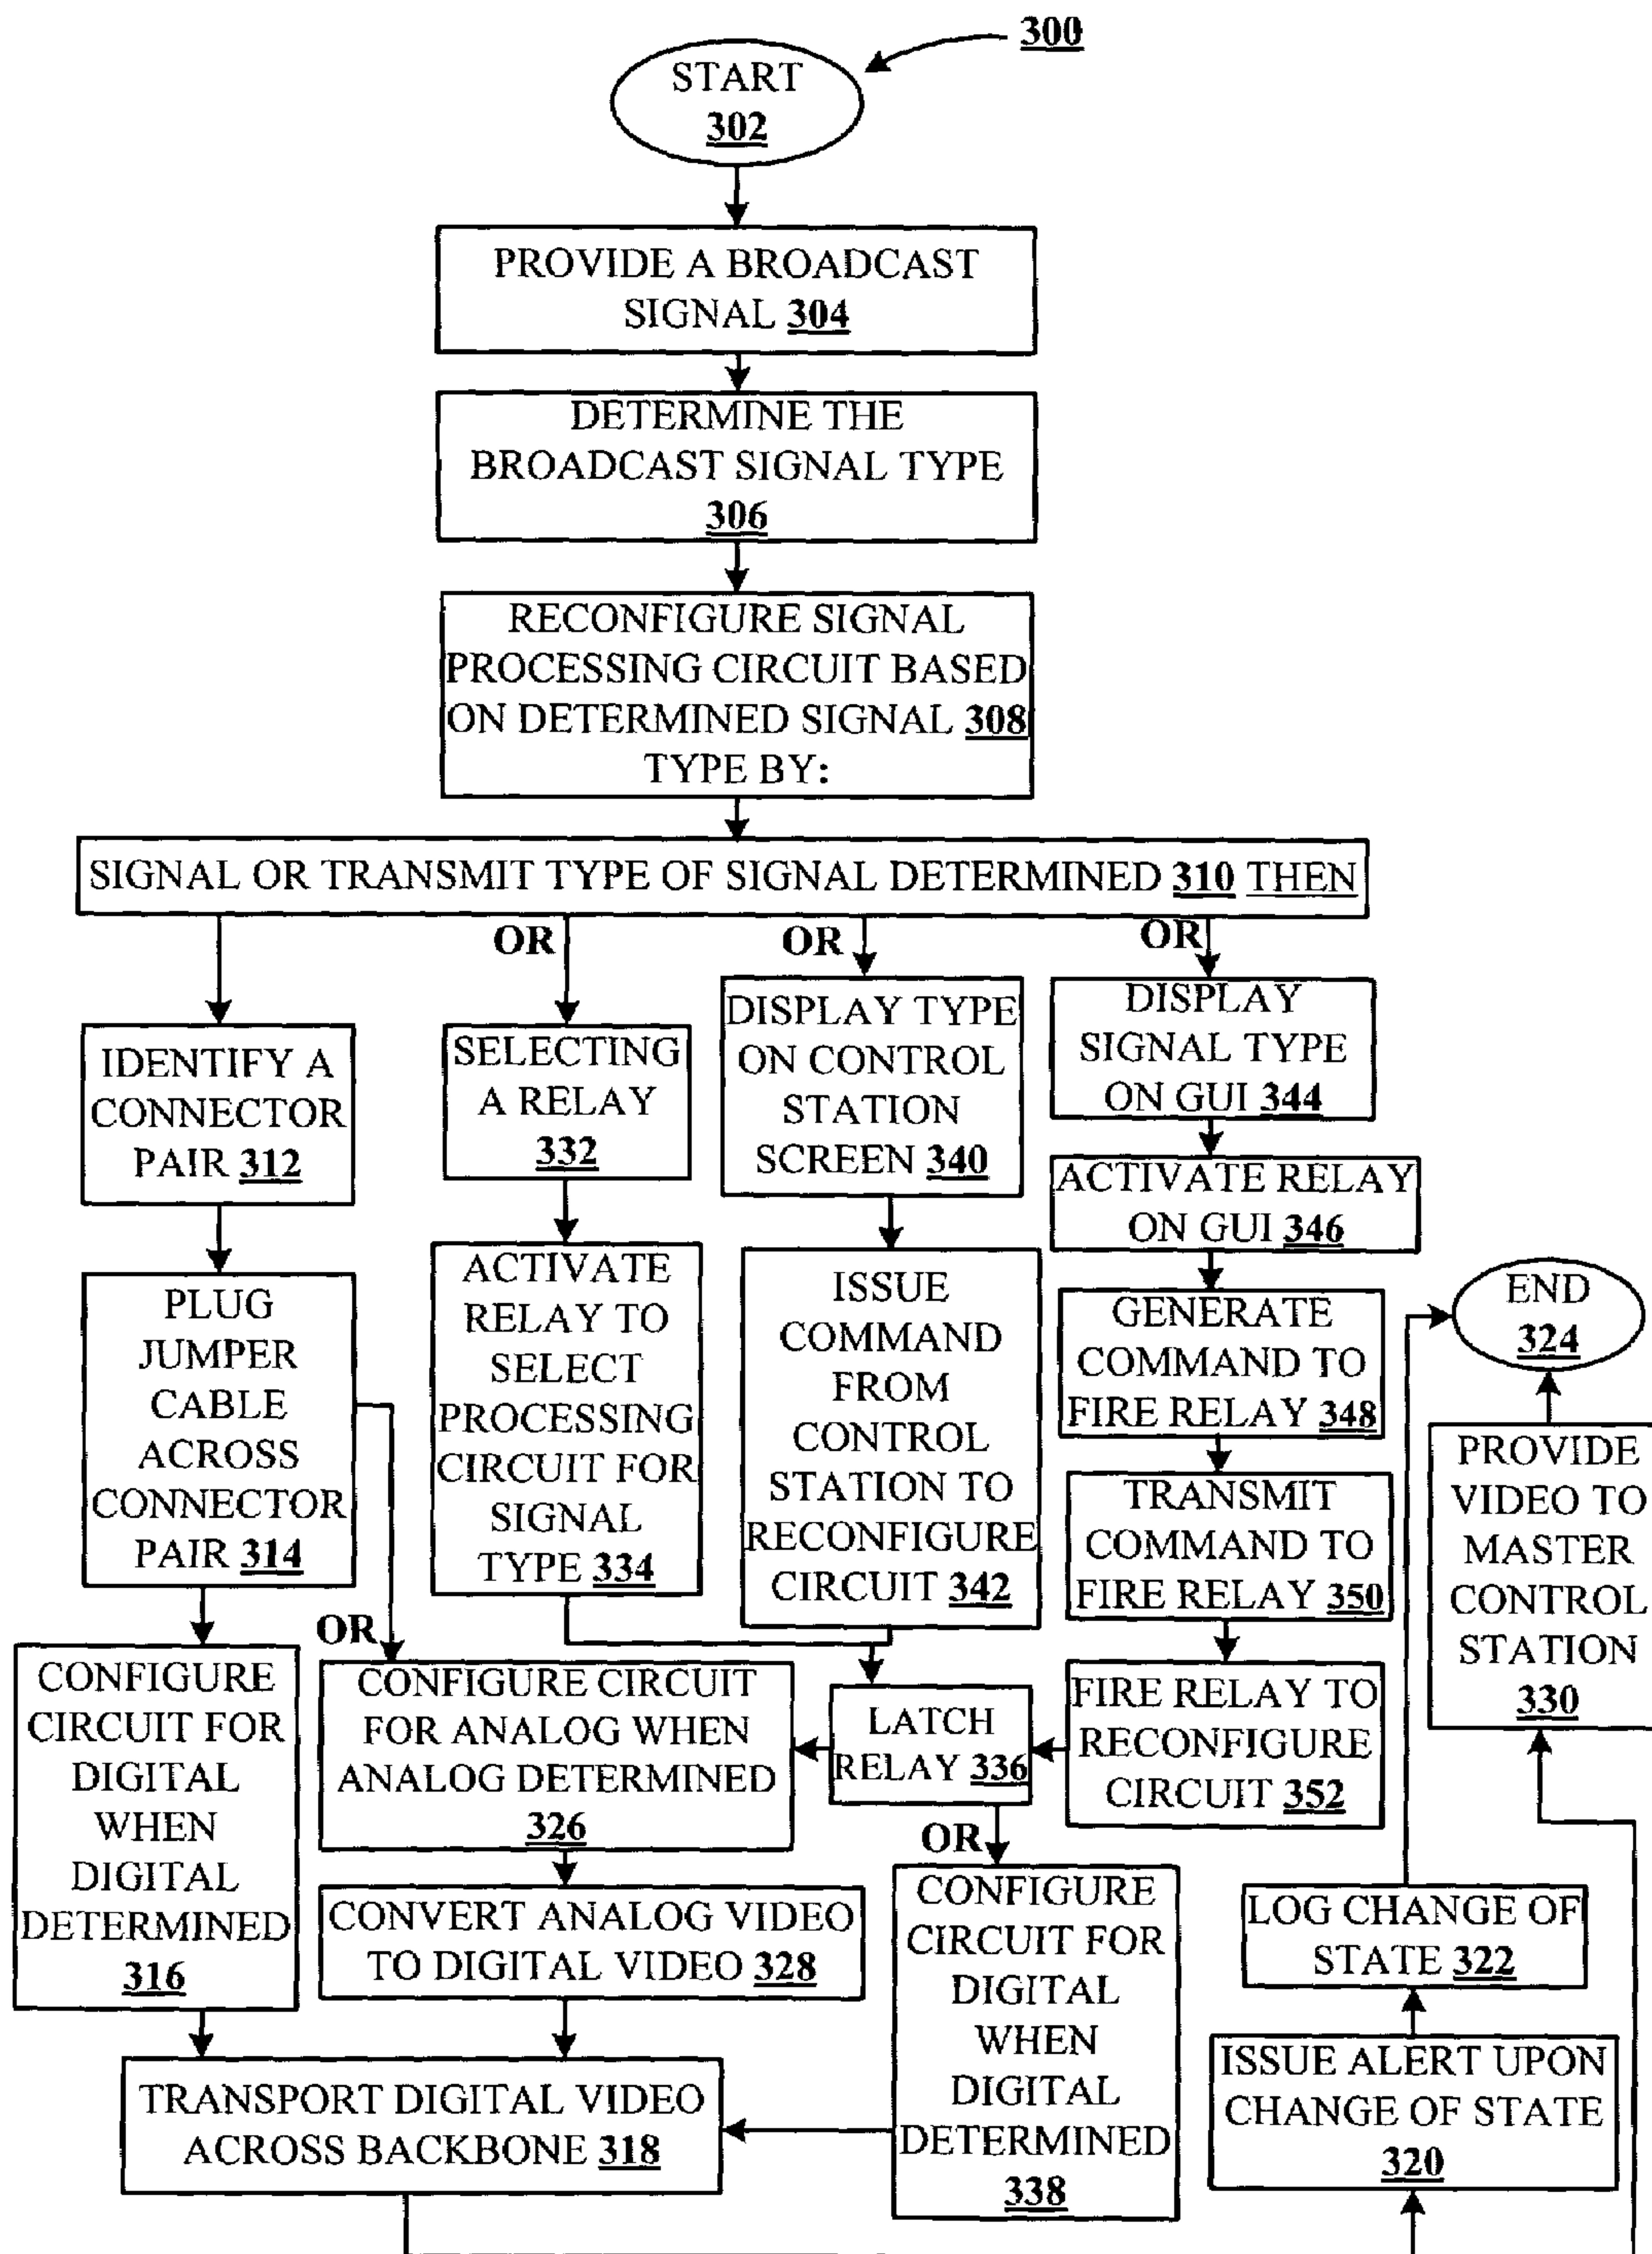 300
START
302
PROVIDE A BROADCAST
SIGNAL 304
DETERMINE THE
BROADCAST SIGNAL TYPE
306
RECONFIGURE SIGNAL
PROCESSING CIRCUIT BASED
ON DETERMINED SIGNAL 308
TYPE BY:
SIGNAL OR TRANSMIT TYPE OF SIGNAL DETERMINED 310 THEN
OR
OR
OR
IDENTIFY A
CONNECTOR
PAIR 312
SELECTING
A RELAY
332
DISPLAY TYPE
ON CONTROL
STATION
SCREEN 340
DISPLAY
SIGNAL TYPE
ON GUI 344
ACTIVATE RELAY
ON GUI 346
PLUG
JUMPER
CABLE
ACROSS
CONNECTOR
PAIR 314
ACTIVATE
RELAY TO
SELECT
PROCESSING
CIRCUIT FOR
SIGNAL
TYPE 334
ISSUE
COMMAND
FROM
CONTROL
STATION TO
RECONFIGURE
CIRCUIT 342
GENERATE
COMMAND TO
FIRE RELAY 348
END
324
TRANSMIT
COMMAND TO
FIRE RELAY 350
PROVIDE
VIDEO TO
MASTER
CONTROL
STATION
330
OR
CONFIGURE
CIRCUIT FOR
DIGITAL
WHEN
DIGITAL
DETERMINED
316
CONFIGURE CIRCUIT
FOR ANALOG WHEN
ANALOG DETERMINED
326
LATCH
RELAY 336
FIRE RELAY TO
RECONFIGURE
CIRCUIT 352
OR
CONVERT ANALOG VIDEO
TO DIGITAL VIDEO 328
CONFIGURE
CIRCUIT FOR
DIGITAL
WHEN
DIGITAL
DETERMINED
338
LOG CHANGE OF
STATE 322
TRANSPORT DIGITAL VIDEO
ACROSS BACKBONE 318
ISSUE ALERT UPON
CHANGE OF STATE
320